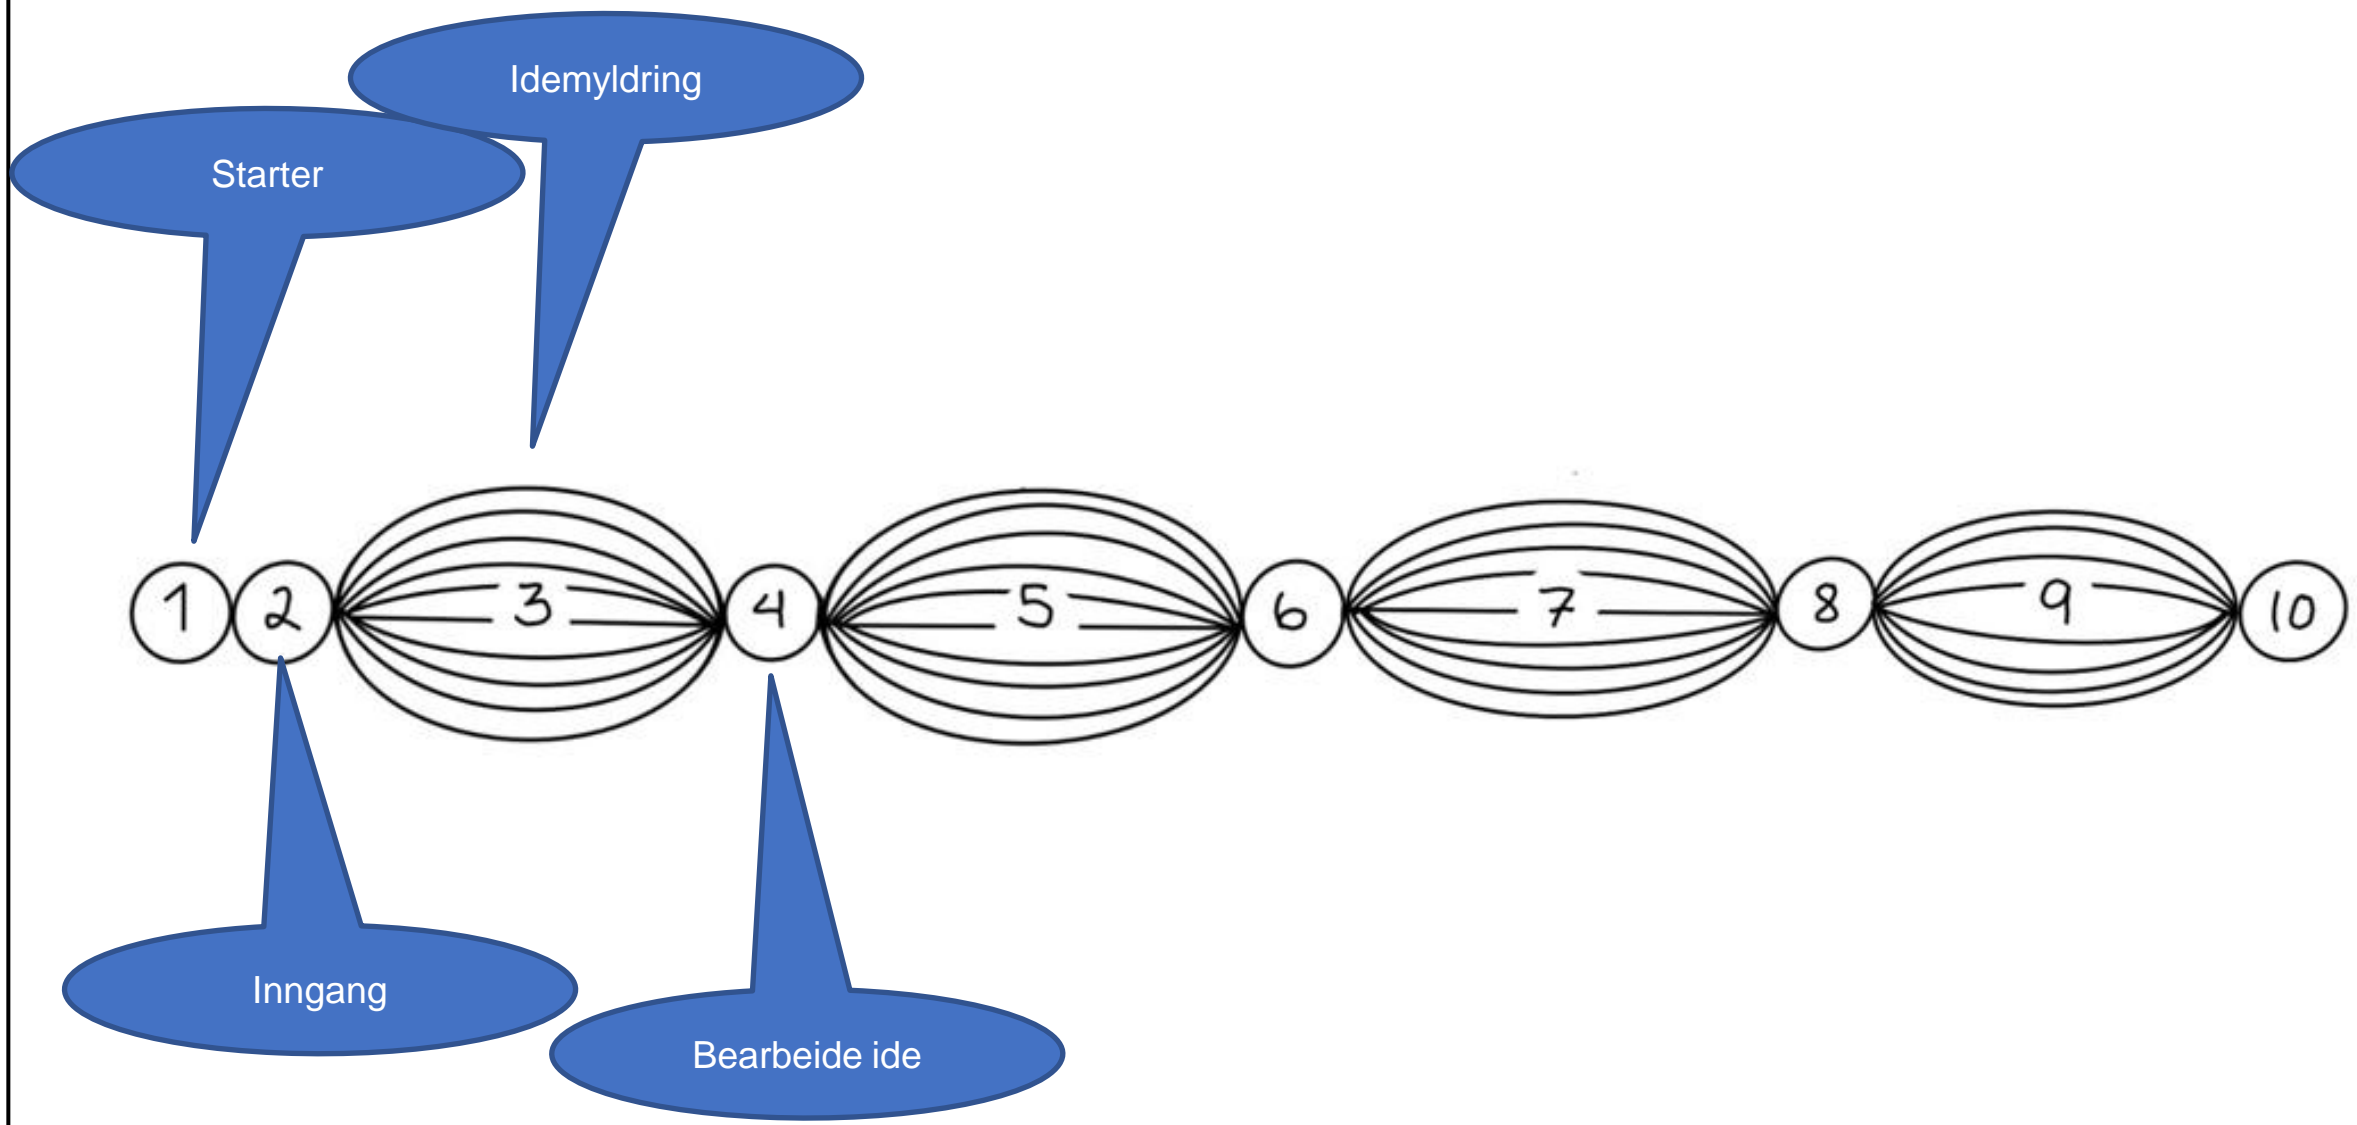 Idemyldring
Starter
1 2 3 4 5 6 7 8 9 10
Inngang
Bearbeide ide